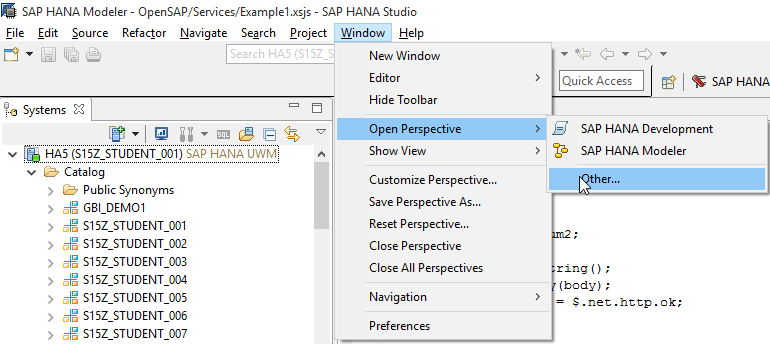 SAP HANA Modeler - OpenSAP/Services/Example1.xsjs - SAP HANA Studio
File Edit Source Refactor Navigate Search Project Window
Search HA5 (S15Z_S
Quick Access
SAP HANA
Systems
HA5 (S15Z_STUDENT_001) SAP HANA UWM
Catalog
Public Synonyms
GBI_DEMO1
S15Z_STUDENT_001
S15Z_STUDENT_002
S15Z_STUDENT_003
S15Z_STUDENT_004
S15Z_STUDENT_005
S15Z_STUDENT_006
S15Z_STUDENT_007
New Window
Editor
Hide Toolbar
Open Perspective
Show View
Customize Perspective...
Save Perspective As...
Reset Perspective...
Close Perspective
Close All Perspectives
Navigation
Preferences
SAP HANA Development
SAP HANA Modeler
Other...
um2;
tring();
y(body);
= $.net.http.ok;